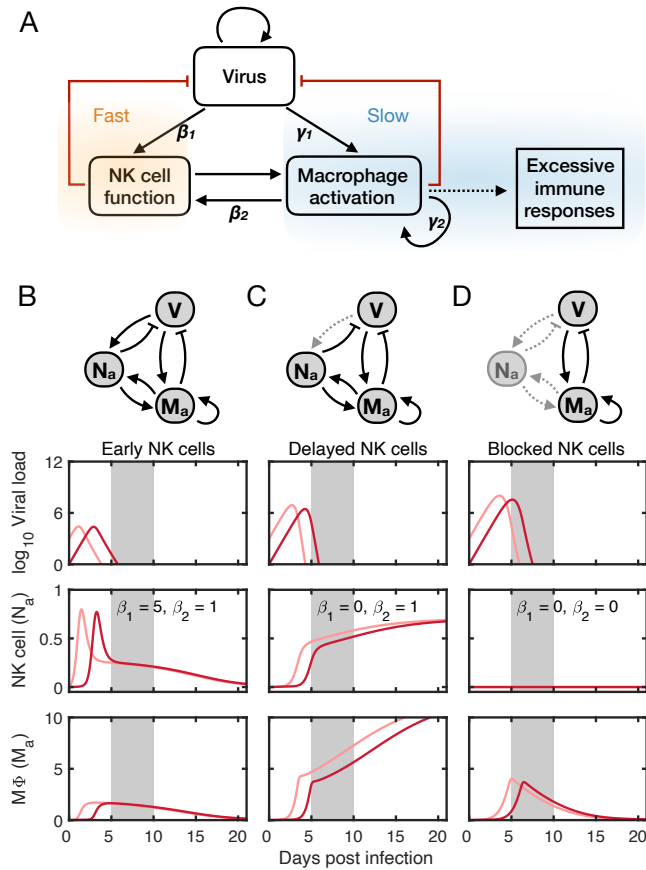 A
Virus
Fast
Slow
β1
γ1
NK cell
function
Macrophage
activation
Excessive
immune
responses
β2
γ2
B
C
D
V
Na
Ma
V
Na
Ma
V
Na
Ma
Early NK cells
Delayed NK cells
Blocked NK cells
log10 Viral load
12
6
0
NK cell (Na)
1
0.5
0
β1 = 5, β2 = 1
β1 = 0, β2 = 1
β1 = 0, β2 = 0
MΦ (Ma)
10
5
0
0 5 10 15 20
0 5 10 15 20
0 5 10 15 20
Days post infection